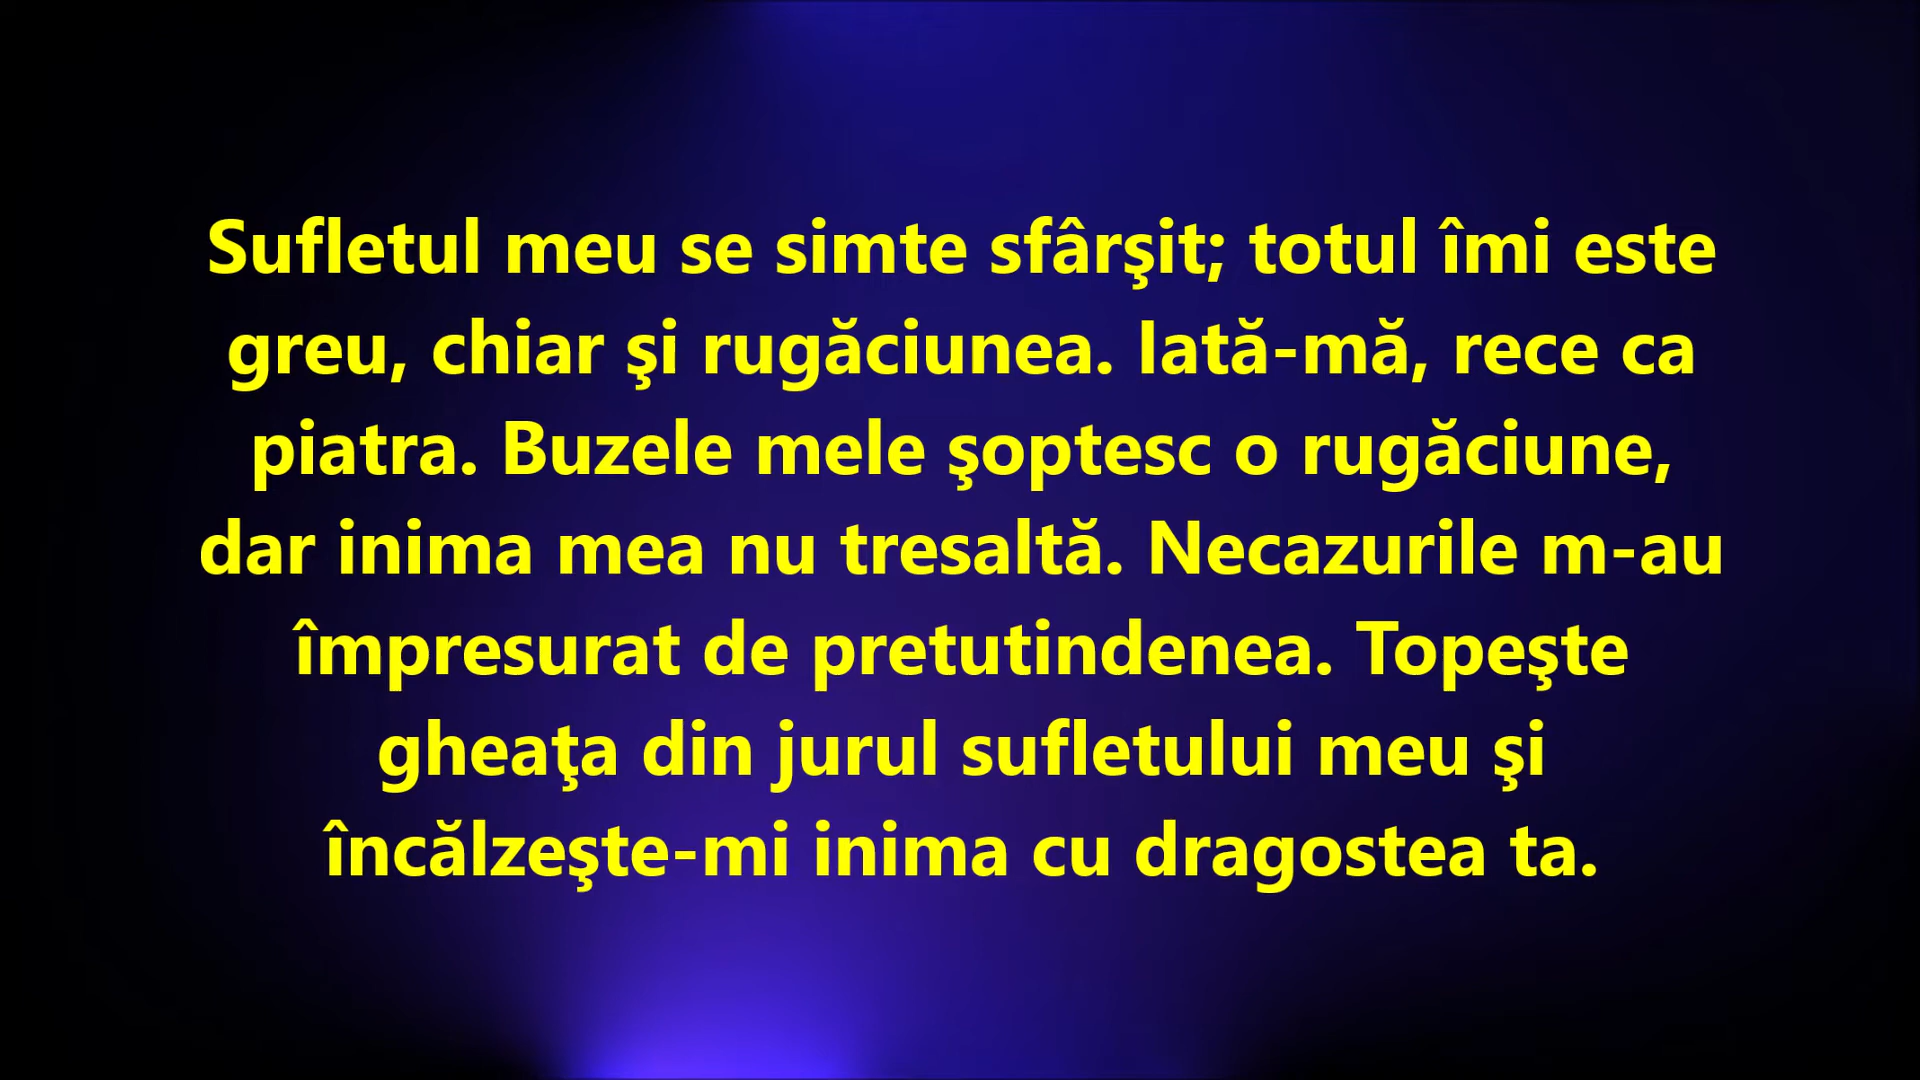 Sufletul meu se simte sfârşit; totul îmi este
greu, chiar şi rugăciunea. Iată-mă, rece ca
piatra. Buzele mele şoptesc o rugăciune,
dar inima mea nu tresaltă. Necazurile m-au
împresurat de pretutindenea. Topeşte
gheaţa din jurul sufletului meu şi
încălzeşte-mi inima cu dragostea ta.